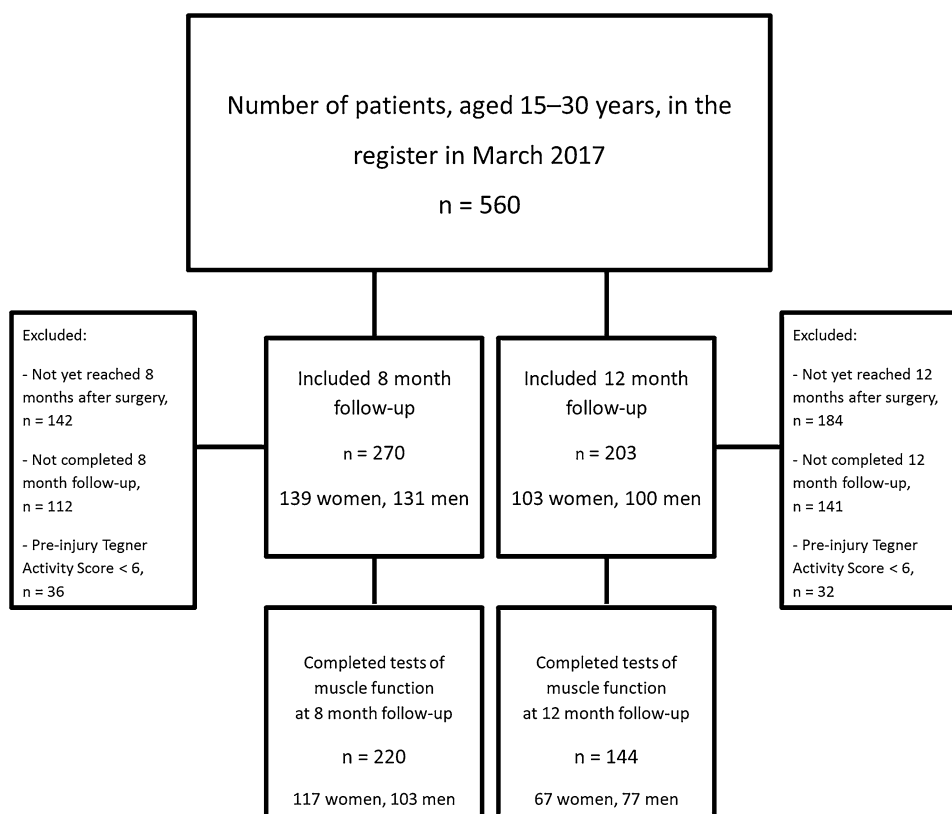 Number of patients, aged 15–30 years, in the
register in March 2017
n = 560
Excluded:
- Not yet reached 8
months after surgery,
n = 142
- Not completed 8
month follow-up,
n = 112
- Pre-injury Tegner
Activity Score < 6,
n = 36
Included 8 month
follow-up
n = 270
139 women, 131 men
Included 12 month
follow-up
n = 203
103 women, 100 men
Excluded:
- Not yet reached 12
months after surgery,
n = 184
- Not completed 12
month follow-up,
n = 141
- Pre-injury Tegner
Activity Score < 6,
n = 32
Completed tests of
muscle function
at 8 month follow-up
n = 220
117 women, 103 men
Completed tests of
muscle function
at 12 month follow-up
n = 144
67 women, 77 men